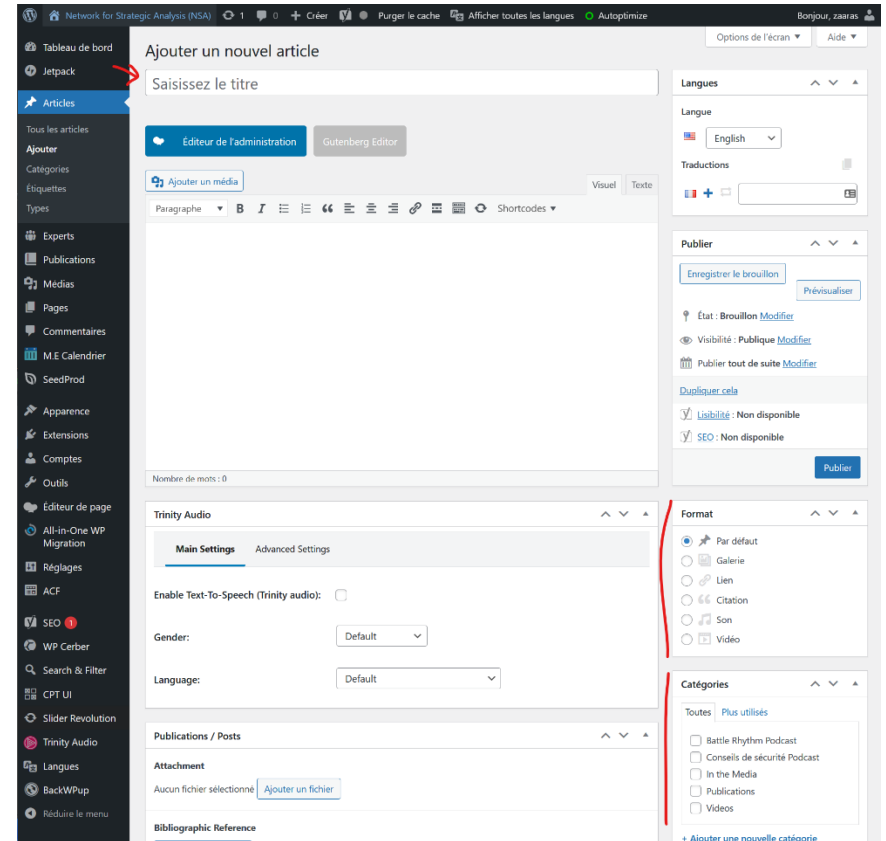 Network for Strategic Analysis (NSA) 1 0 + Créer Purger le cache Afficher toutes les langues Autoptimize Bonjour, zaaras
Options de l'écran ▼ Aide ▼
Tableau de bord
Jetpack
Articles
Tous les articles
Ajouter
Catégories
Étiquettes
Types
Experts
Publications
Médias
Pages
Commentaires
M.E Calendrier
SeedProd
Apparence
Extensions
Comptes
Outils
Éditeur de page
All-in-One WP
Migration
Réglages
ACF
SEO 1
WP Cerber
Search & Filter
CPT UI
Slider Revolution
Trinity Audio
Langues
BackWPup
Réduire le menu
Ajouter un nouvel article
Saisissez le titre
Éditeur de l'administration Gutenberg Editor
Ajouter un média
Visuel Texte
Paragraphe ▼ B I Shortcodes ▼
Nombre de mots : 0
Trinity Audio
Main Settings Advanced Settings
Enable Text-To-Speech (Trinity audio):
Gender: Default
Language: Default
Publications / Posts
Attachment
Aucun fichier sélectionné Ajouter un fichier
Bibliographic Reference
Langues
Langue
English
Traductions
Publier
Enregistrer le brouillon
Prévisualiser
État : Brouillon Modifier
Visibilité : Publique Modifier
Publier tout de suite Modifier
Dupliquer cela
Lisibilité : Non disponible
SEO : Non disponible
Publier
Format
Par défaut
Galerie
Lien
Citation
Son
Vidéo
Catégories
Toutes Plus utilisés
Battle Rhythm Podcast
Conseils de sécurité Podcast
In the Media
Publications
Videos
+ Ajouter une nouvelle catégorie